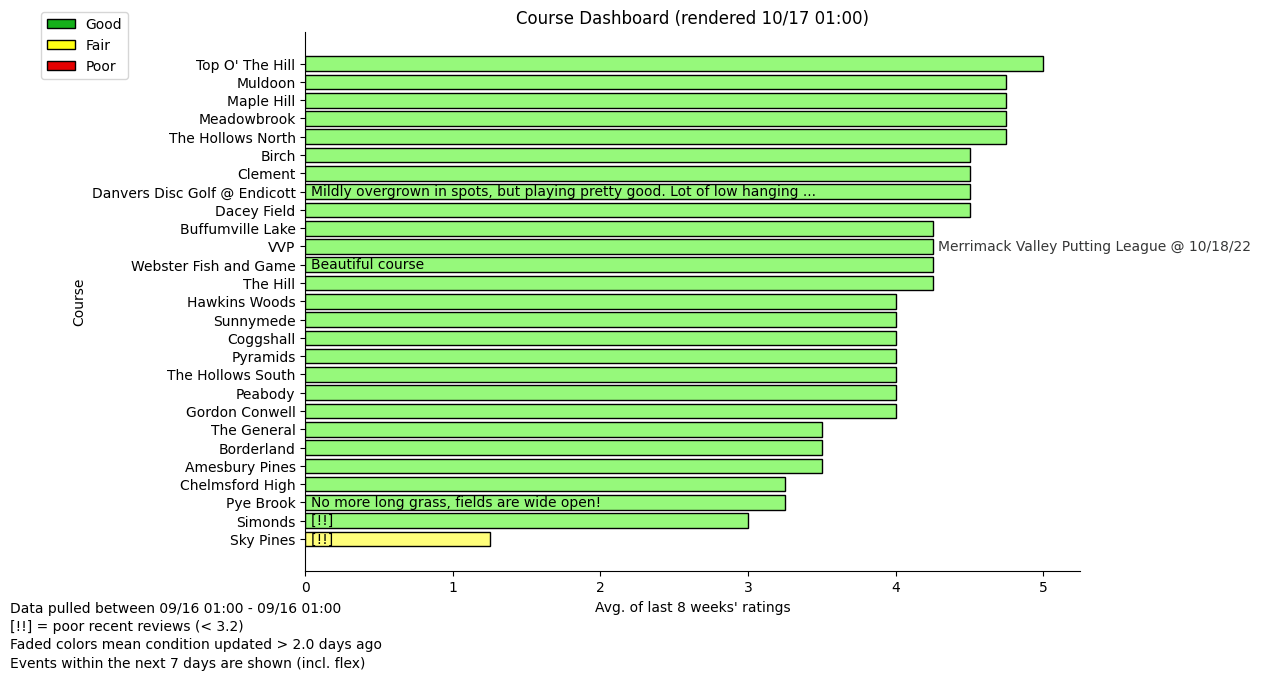 Course Dashboard (rendered 10/17 01:00)
Good
Fair
Poor
Course
Top O' The Hill
Muldoon
Maple Hill
Meadowbrook
The Hollows North
Birch
Clement
Danvers Disc Golf @ Endicott Mildly overgrown in spots, but playing pretty good. Lot of low hanging ...
Dacey Field
Buffumville Lake
VVP Merrimack Valley Putting League @ 10/18/22
Webster Fish and Game Beautiful course
The Hill
Hawkins Woods
Sunnymede
Coggshall
Pyramids
The Hollows South
Peabody
Gordon Conwell
The General
Borderland
Amesbury Pines
Chelmsford High
Pye Brook No more long grass, fields are wide open!
Simonds [!!]
Sky Pines [!!]
0 1 2 3 4 5
Avg. of last 8 weeks' ratings
Data pulled between 09/16 01:00 - 09/16 01:00
[!!] = poor recent reviews (< 3.2)
Faded colors mean condition updated > 2.0 days ago
Events within the next 7 days are shown (incl. flex)